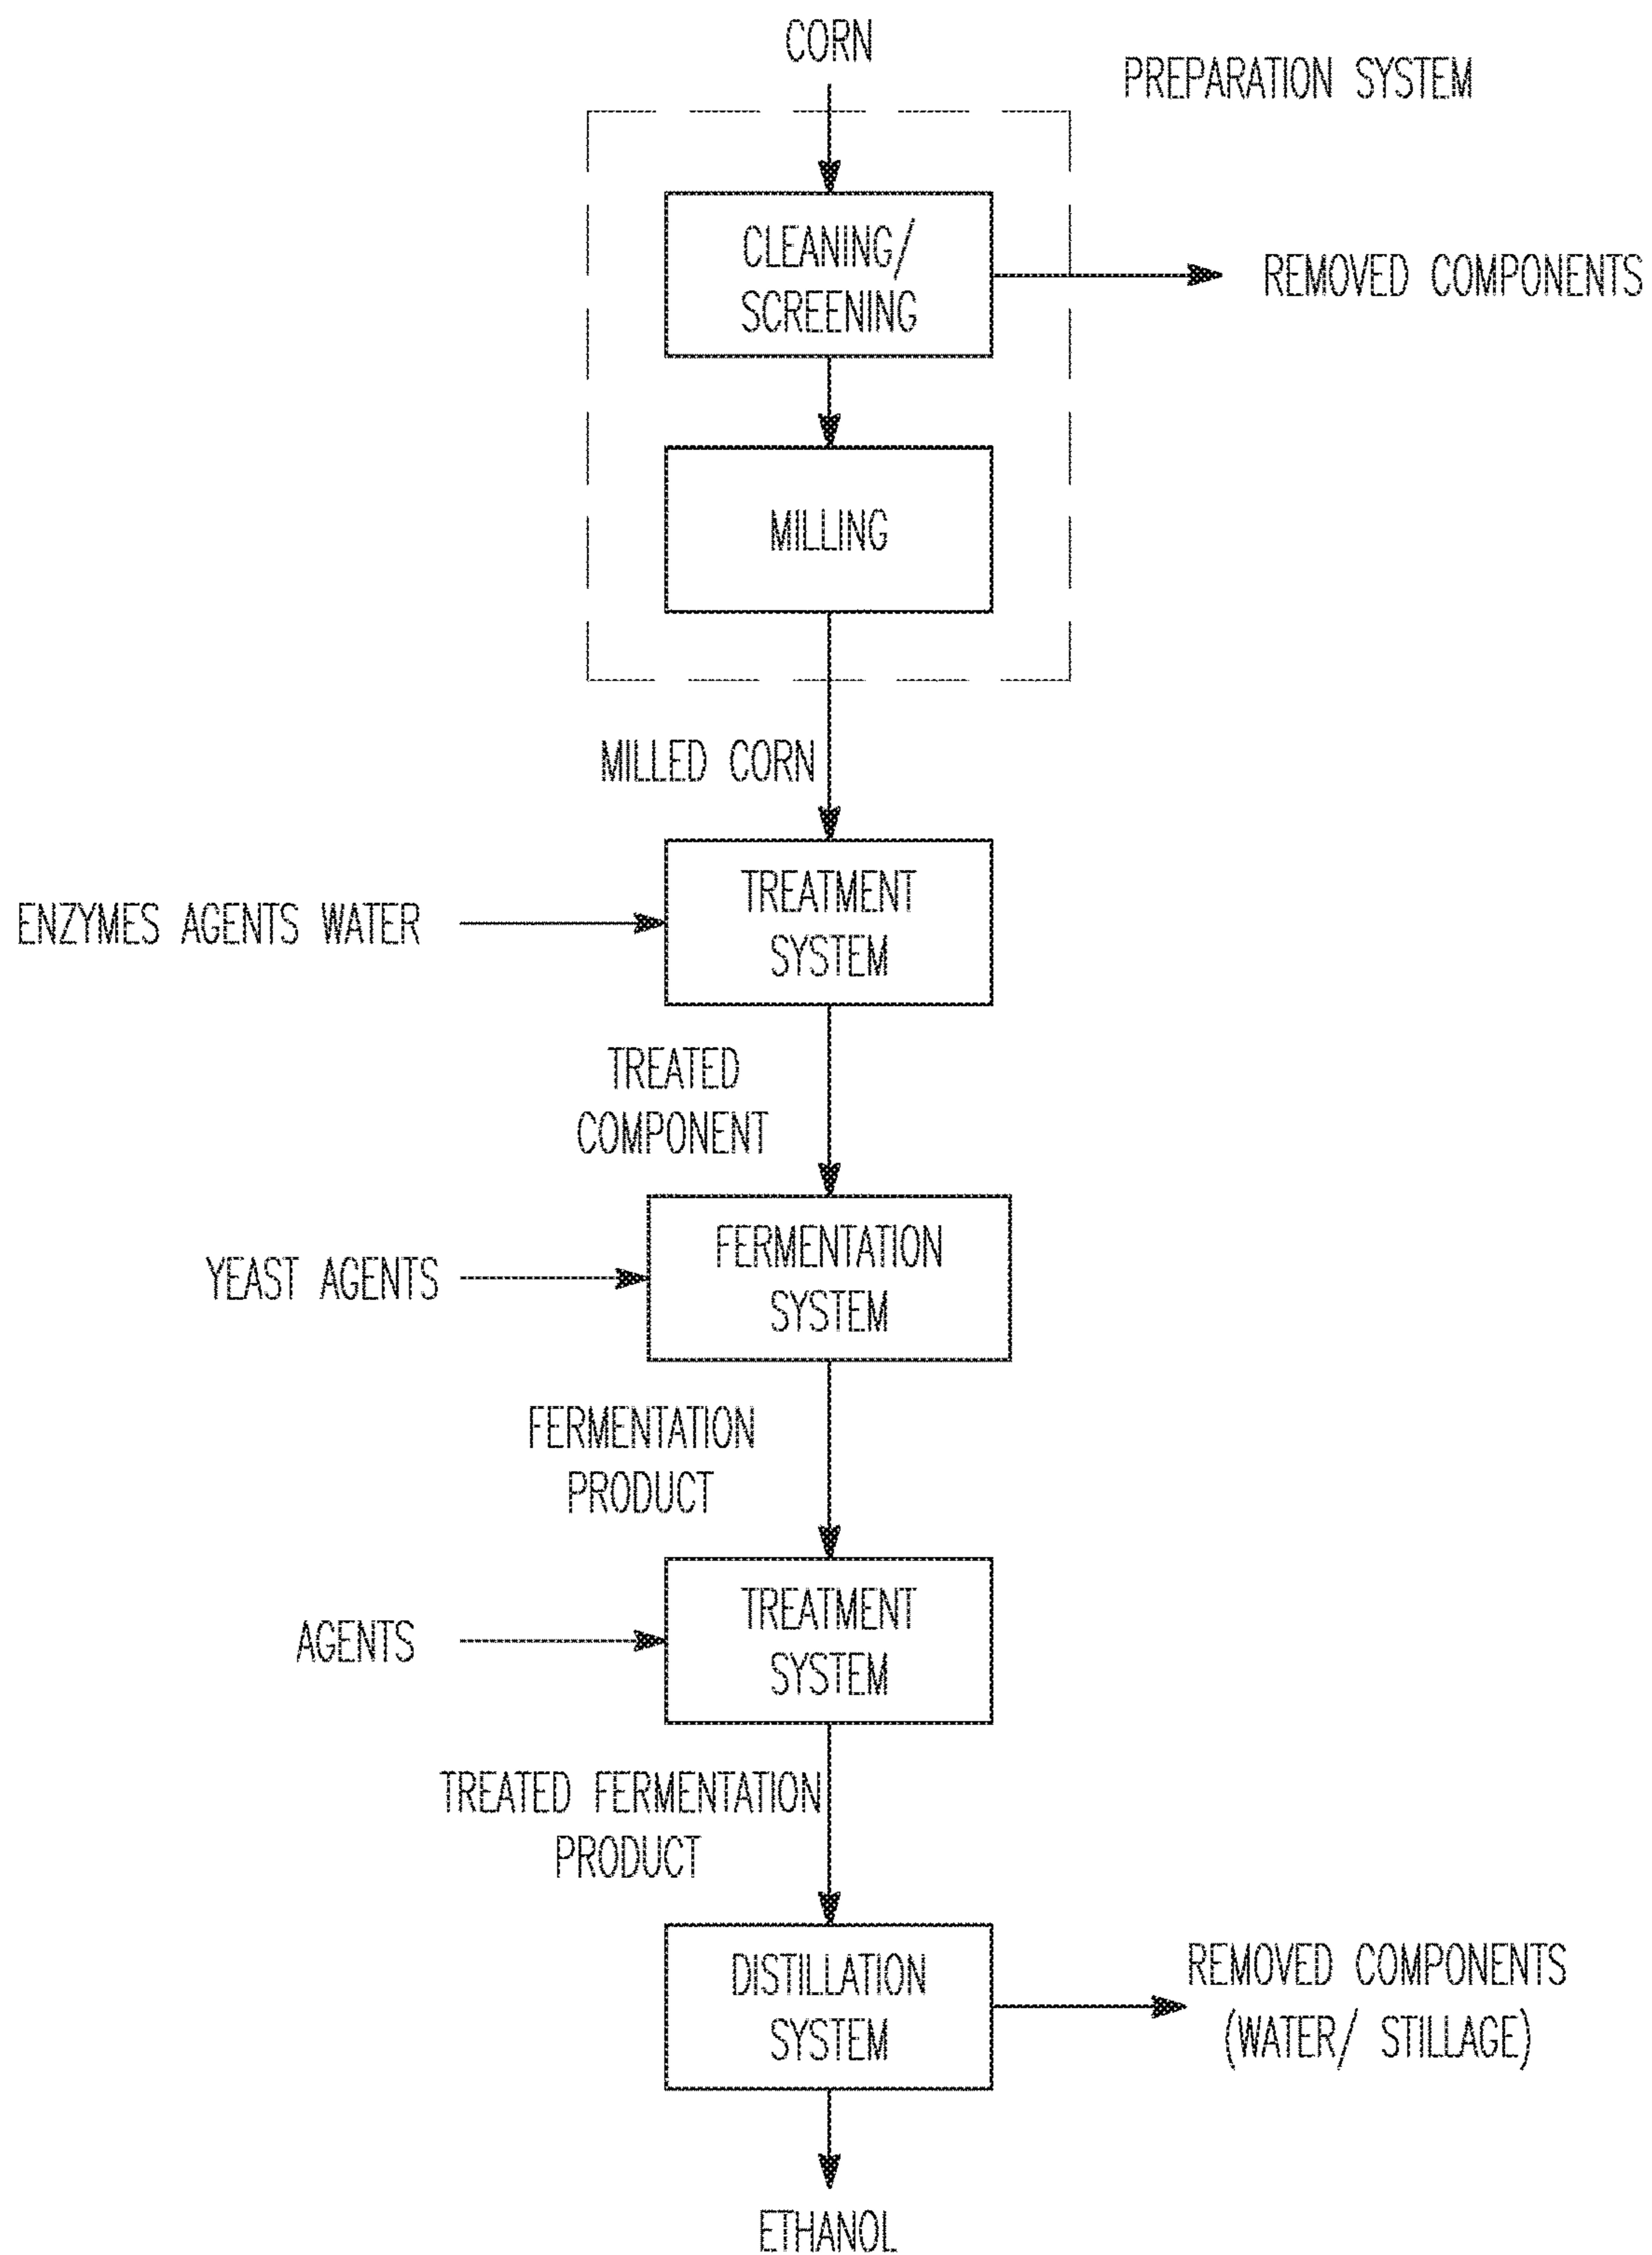 CORN
PREPARATION SYSTEM
CLEANING/
SCREENING
REMOVED COMPONENTS
MILLING
MILLED CORN
TREATMENT
SYSTEM
ENZYMES AGENTS WATER
TREATED
COMPONENT
FERMENTATION
SYSTEM
YEAST AGENTS
FERMENTATION
PRODUCT
TREATMENT
SYSTEM
AGENTS
TREATED FERMENTATION
PRODUCT
DISTILLATION
SYSTEM
REMOVED COMPONENTS
(WATER/ STILLAGE)
ETHANOL